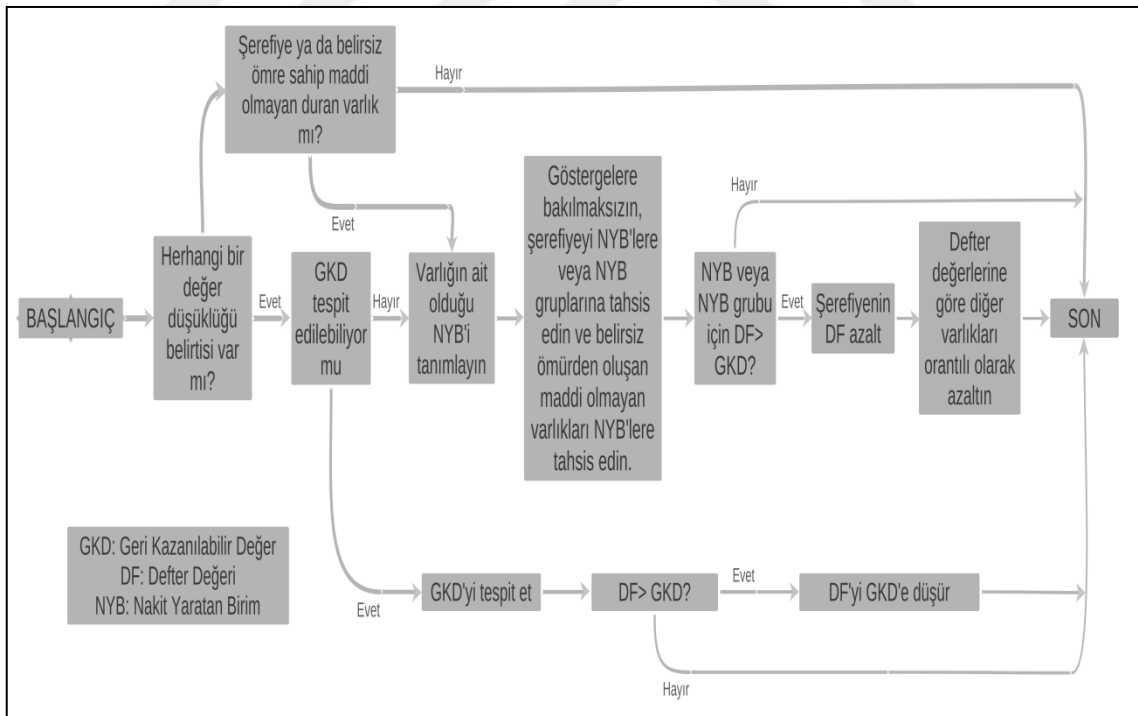 Şerefiye ya da belirsiz
ömre sahip maddi
olmayan duran varlık
mı?
Hayır
Evet
BAŞLANGIÇ
Herhangi bir
değer
düşüklüğü
belirtisi var
mı?
Evet
GKD
tespit
edilebiliyor
mu
Hayır
Varlığın ait
olduğu
NYB'i
tanımlayın
Göstergelere
bakılmaksızın,
şerefiyeyi NYB'lere
veya NYB
gruplarına tahsis
edin ve belirsiz
ömürden oluşan
maddi olmayan
varlıkları NYB'lere
tahsis edin.
Hayır
NYB veya
NYB grubu
için DF>
GKD?
Evet
Şerefiyenin
DF azalt
Defter
değerlerine
göre diğer
varlıkları
orantılı olarak
azaltın
SON
GKD: Geri Kazanılabilir Değer
DF: Defter Değeri
NYB: Nakit Yaratan Birim
Evet
GKD'yi tespit et
DF> GKD?
Evet
DF'yi GKD'e düşür
Hayır